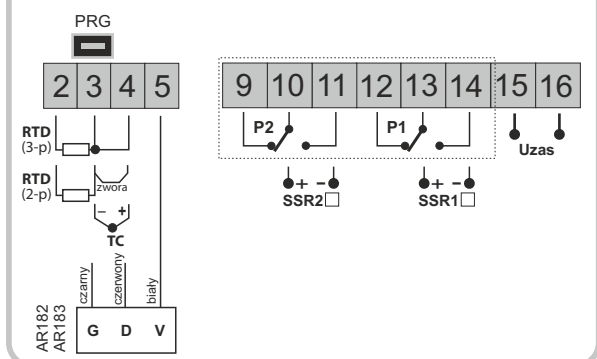 PRG
2 3 4 5
9 10 11 12 13 14 15 16
RTD
(3-p)
P2
P1
Uzas
RTD
(2-p)
zwora
+ -
SSR2
+ -
SSR1
– +
TC
czarny
czerwony
biały
AR182
AR183
G D V